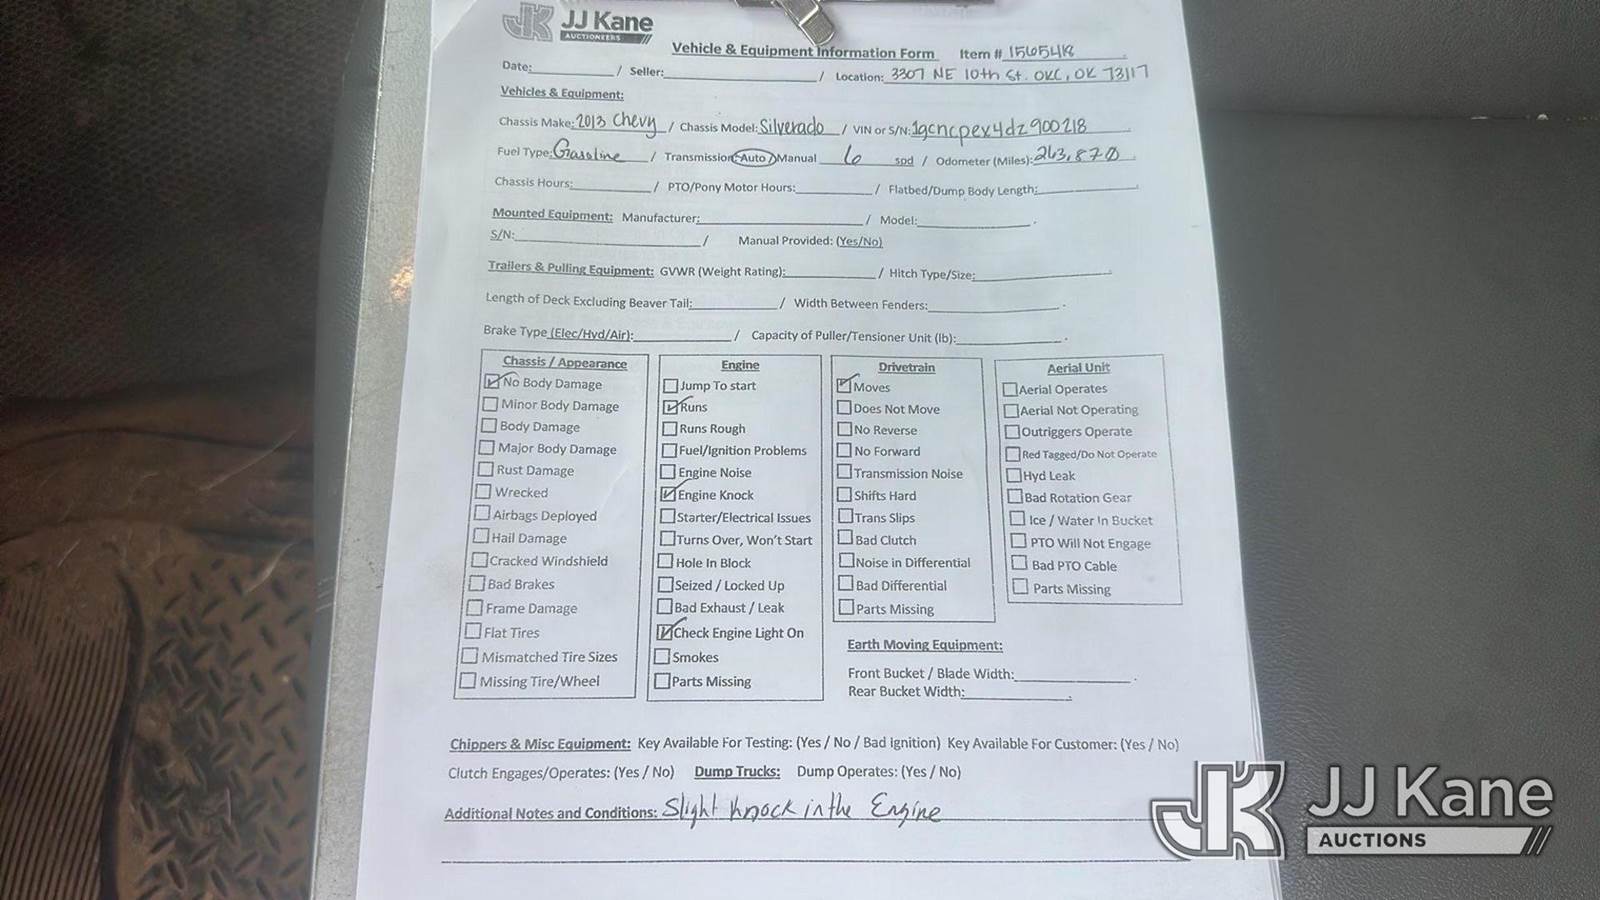 JJ Kane
AUCTIONEERS
Vehicle & Equipment Information Form Item # 1565418
Date: / Seller: / Location: 3307 NE 10th St. OKC, OK 73117
Vehicles & Equipment:
Chassis Make: 2013 Chevy / Chassis Model: Silverado / VIN or S/N: 1gcncpex4dz900218
Fuel Type: Gasoline / Transmission: Auto / Manual 6 spd / Odometer (Miles): 263,870
Chassis Hours: / PTO/Pony Motor Hours: / Flatbed/Dump Body Length:
Mounted Equipment: Manufacturer: / Model: .
S/N: / Manual Provided: (Yes/No)
Trailers & Pulling Equipment: GVWR (Weight Rating): / Hitch Type/Size:
Length of Deck Excluding Beaver Tail: / Width Between Fenders: .
Brake Type (Elec/Hyd/Air): / Capacity of Puller/Tensioner Unit (lb): .
Chassis / Appearance
No Body Damage
Minor Body Damage
Body Damage
Major Body Damage
Rust Damage
Wrecked
Airbags Deployed
Hail Damage
Cracked Windshield
Bad Brakes
Frame Damage
Flat Tires
Mismatched Tire Sizes
Missing Tire/Wheel
Engine
Jump To start
Runs
Runs Rough
Fuel/Ignition Problems
Engine Noise
Engine Knock
Starter/Electrical Issues
Turns Over, Won't Start
Hole In Block
Seized / Locked Up
Bad Exhaust / Leak
Check Engine Light On
Smokes
Parts Missing
Drivetrain
Moves
Does Not Move
No Reverse
No Forward
Transmission Noise
Shifts Hard
Trans Slips
Bad Clutch
Noise in Differential
Bad Differential
Parts Missing
Aerial Unit
Aerial Operates
Aerial Not Operating
Outriggers Operate
Red Tagged/Do Not Operate
Hyd Leak
Bad Rotation Gear
Ice / Water In Bucket
PTO Will Not Engage
Bad PTO Cable
Parts Missing
Earth Moving Equipment:
Front Bucket / Blade Width: .
Rear Bucket Width: .
Chippers & Misc Equipment: Key Available For Testing: (Yes / No / Bad Ignition) Key Available For Customer: (Yes / No)
Clutch Engages/Operates: (Yes / No) Dump Trucks: Dump Operates: (Yes / No)
Additional Notes and Conditions: Slight Knock in the Engine
JJ Kane
AUCTIONS